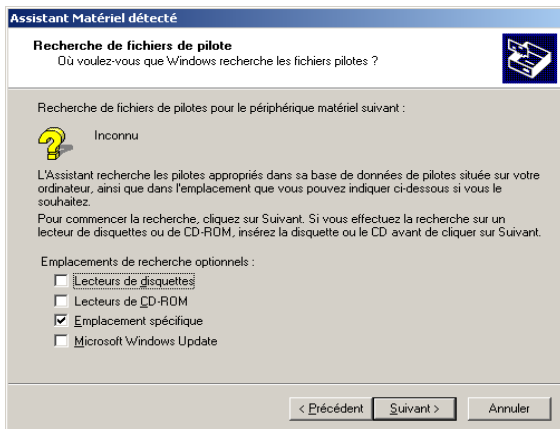 Assistant Matériel détecté
Recherche de fichiers de pilote
Où voulez-vous que Windows recherche les fichiers pilotes ?
Recherche de fichiers de pilotes pour le périphérique matériel suivant :
Inconnu
L'Assistant recherche les pilotes appropriés dans sa base de données de pilotes située sur votre
ordinateur, ainsi que dans l'emplacement que vous pouvez indiquer ci-dessous si vous le
souhaitez.
Pour commencer la recherche, cliquez sur Suivant. Si vous effectuez la recherche sur un
lecteur de disquettes ou de CD-ROM, insérez la disquette ou le CD avant de cliquer sur Suivant.
Emplacements de recherche optionnels :
Lecteurs de disquettes
Lecteurs de CD-ROM
Emplacement spécifique
Microsoft Windows Update
< Précédent
Suivant >
Annuler